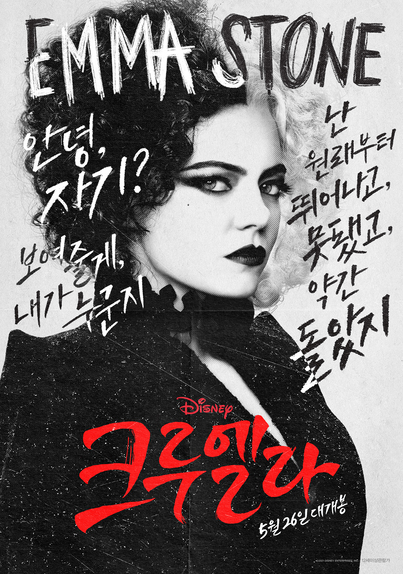 EMMA STONE
안녕,
자기?
보여줄게,
내가 누군지
난
원래부터
뛰어나고,
못됐고,
약간
돌았지
Disney
크루엘라
5월 26일 대개봉